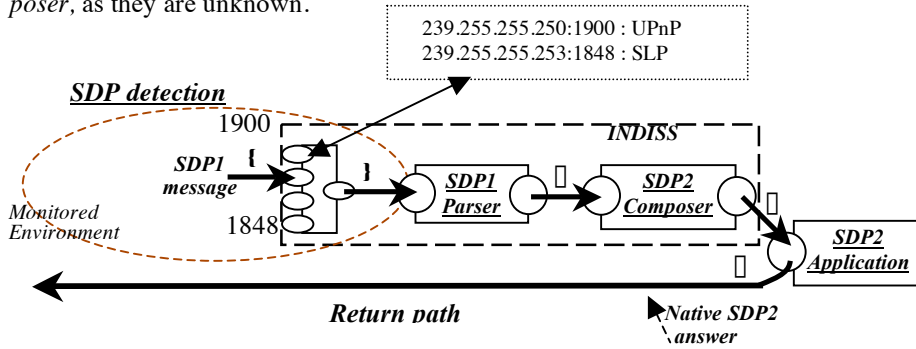 poser, as they are unknown.
239.255.255.250:1900 : UPnP
239.255.255.253:1848 : SLP
SDP detection
1900
INDISS
SDP1
message
{
}
SDP1
Parser
▯
SDP2
Composer
▯
Monitored
Environment
1848
SDP2
Application
▯
Return path
Native SDP2
answer